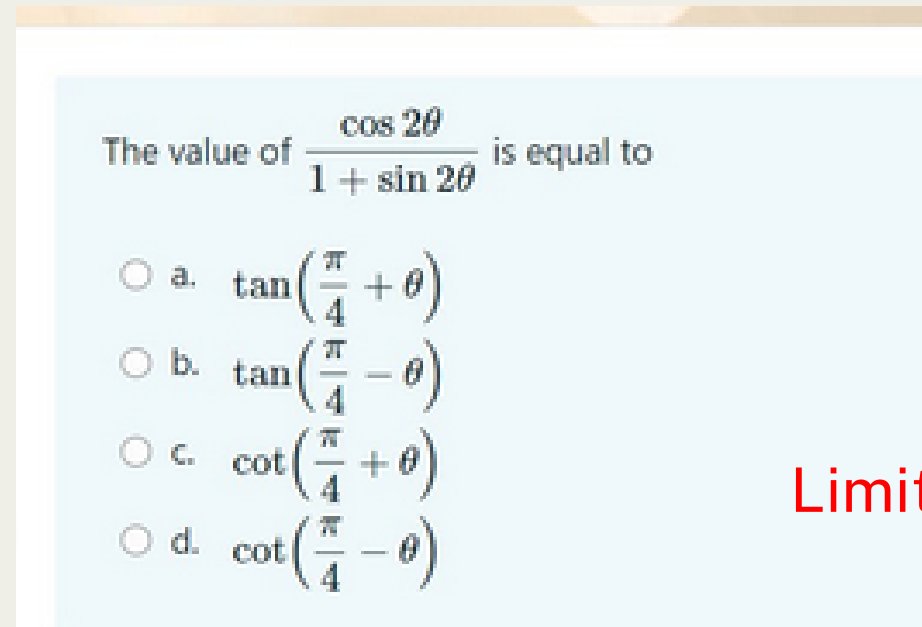 The value of cos 2θ / 1 + sin 2θ is equal to
a. tan(π/4 + θ)
b. tan(π/4 − θ)
c. cot(π/4 + θ)
d. cot(π/4 − θ)
Limit